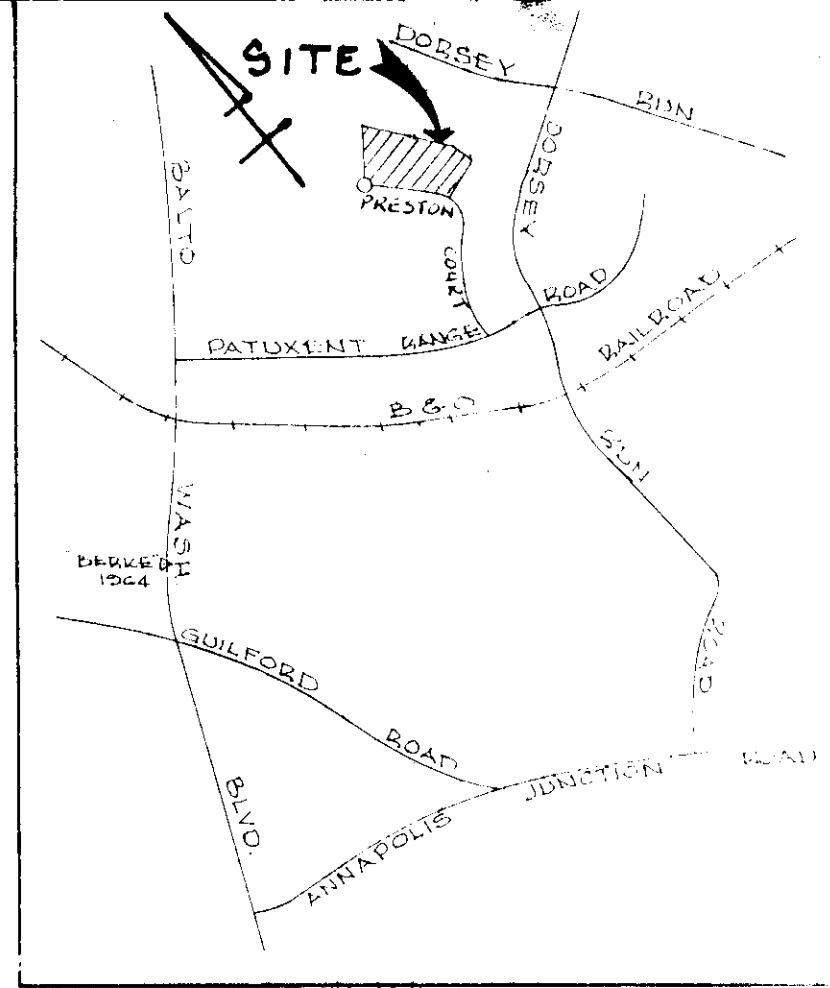 DORSEY RUN
SITE
BALTO WASH. BLVD.
DORSEY RUN ROAD
PRESTON COURT
PATUXENT RANGE ROAD
B & O RAILROAD
1964
GUILFORD ROAD
ANNAPOLIS JUNCTION ROAD